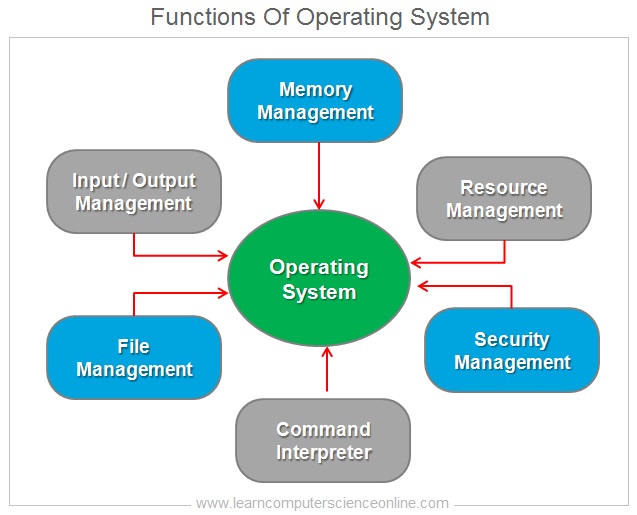 Functions Of Operating System
Memory
Management
Input / Output
Management
Resource
Management
Operating
System
File
Management
Security
Management
Command
Interpreter
www.learncomputerscienceonline.com